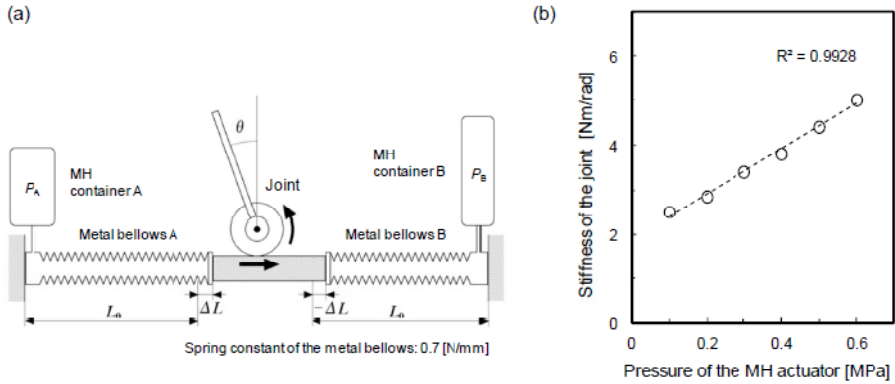 (a)
θ
MH
container A
P_A
MH
container B
P_B
Joint
Metal bellows A
Metal bellows B
ΔL
-ΔL
L₀
L₀
Spring constant of the metal bellows: 0.7 [N/mm]
(b)
R² = 0.9928
Stiffness of the joint [Nm/rad]
6
4
2
0
0
0.2
0.4
0.6
Pressure of the MH actuator [MPa]